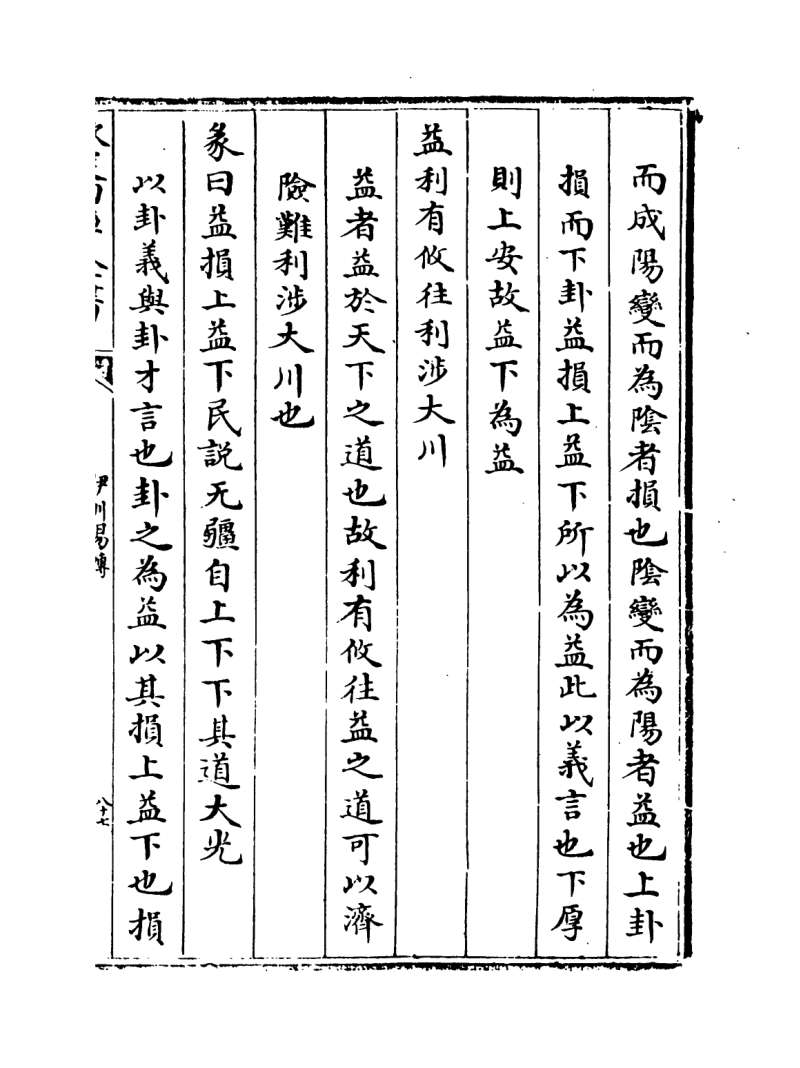 而成陽變而為陰者損也陰變而為陽者益也上卦
損而下卦益損上益下所以為益此以義言也下厚
則上安故益下為益
益利有攸往利涉大川
益者益於天下之道也故利有攸往益之道可以濟
險難利涉大川也
彖曰益損上益下民說无疆自上下下其道大光
以卦義與卦才言也卦之為益以其損上益下也損
伊川易傳
八十七